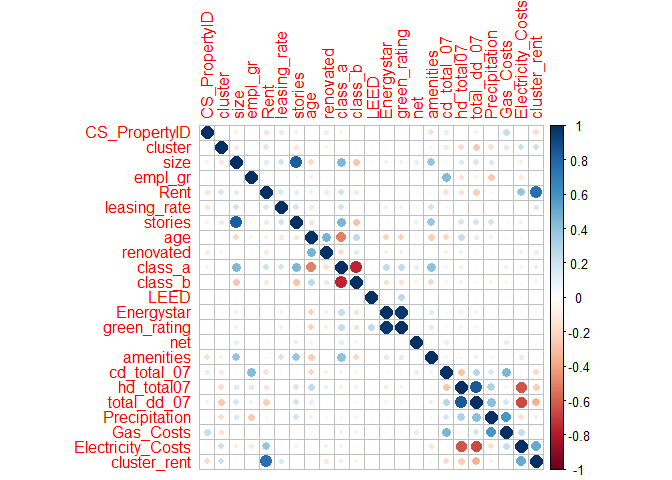 CS_PropertyID
cluster
size
empl_gr
Rent
leasing_rate
stories
age
renovated
class_a
class_b
LEED
Energystar
green_rating
net
amenities
cd_total_07
hd_total07
total_dd_07
Precipitation
Gas_Costs
Electricity_Costs
cluster_rent
CS_PropertyID
cluster
size
empl_gr
Rent
leasing_rate
stories
age
renovated
class_a
class_b
LEED
Energystar
green_rating
net
amenities
cd_total_07
hd_total07
total_dd_07
Precipitation
Gas_Costs
Electricity_Costs
cluster_rent
1
0.8
0.6
0.4
0.2
0
-0.2
-0.4
-0.6
-0.8
-1